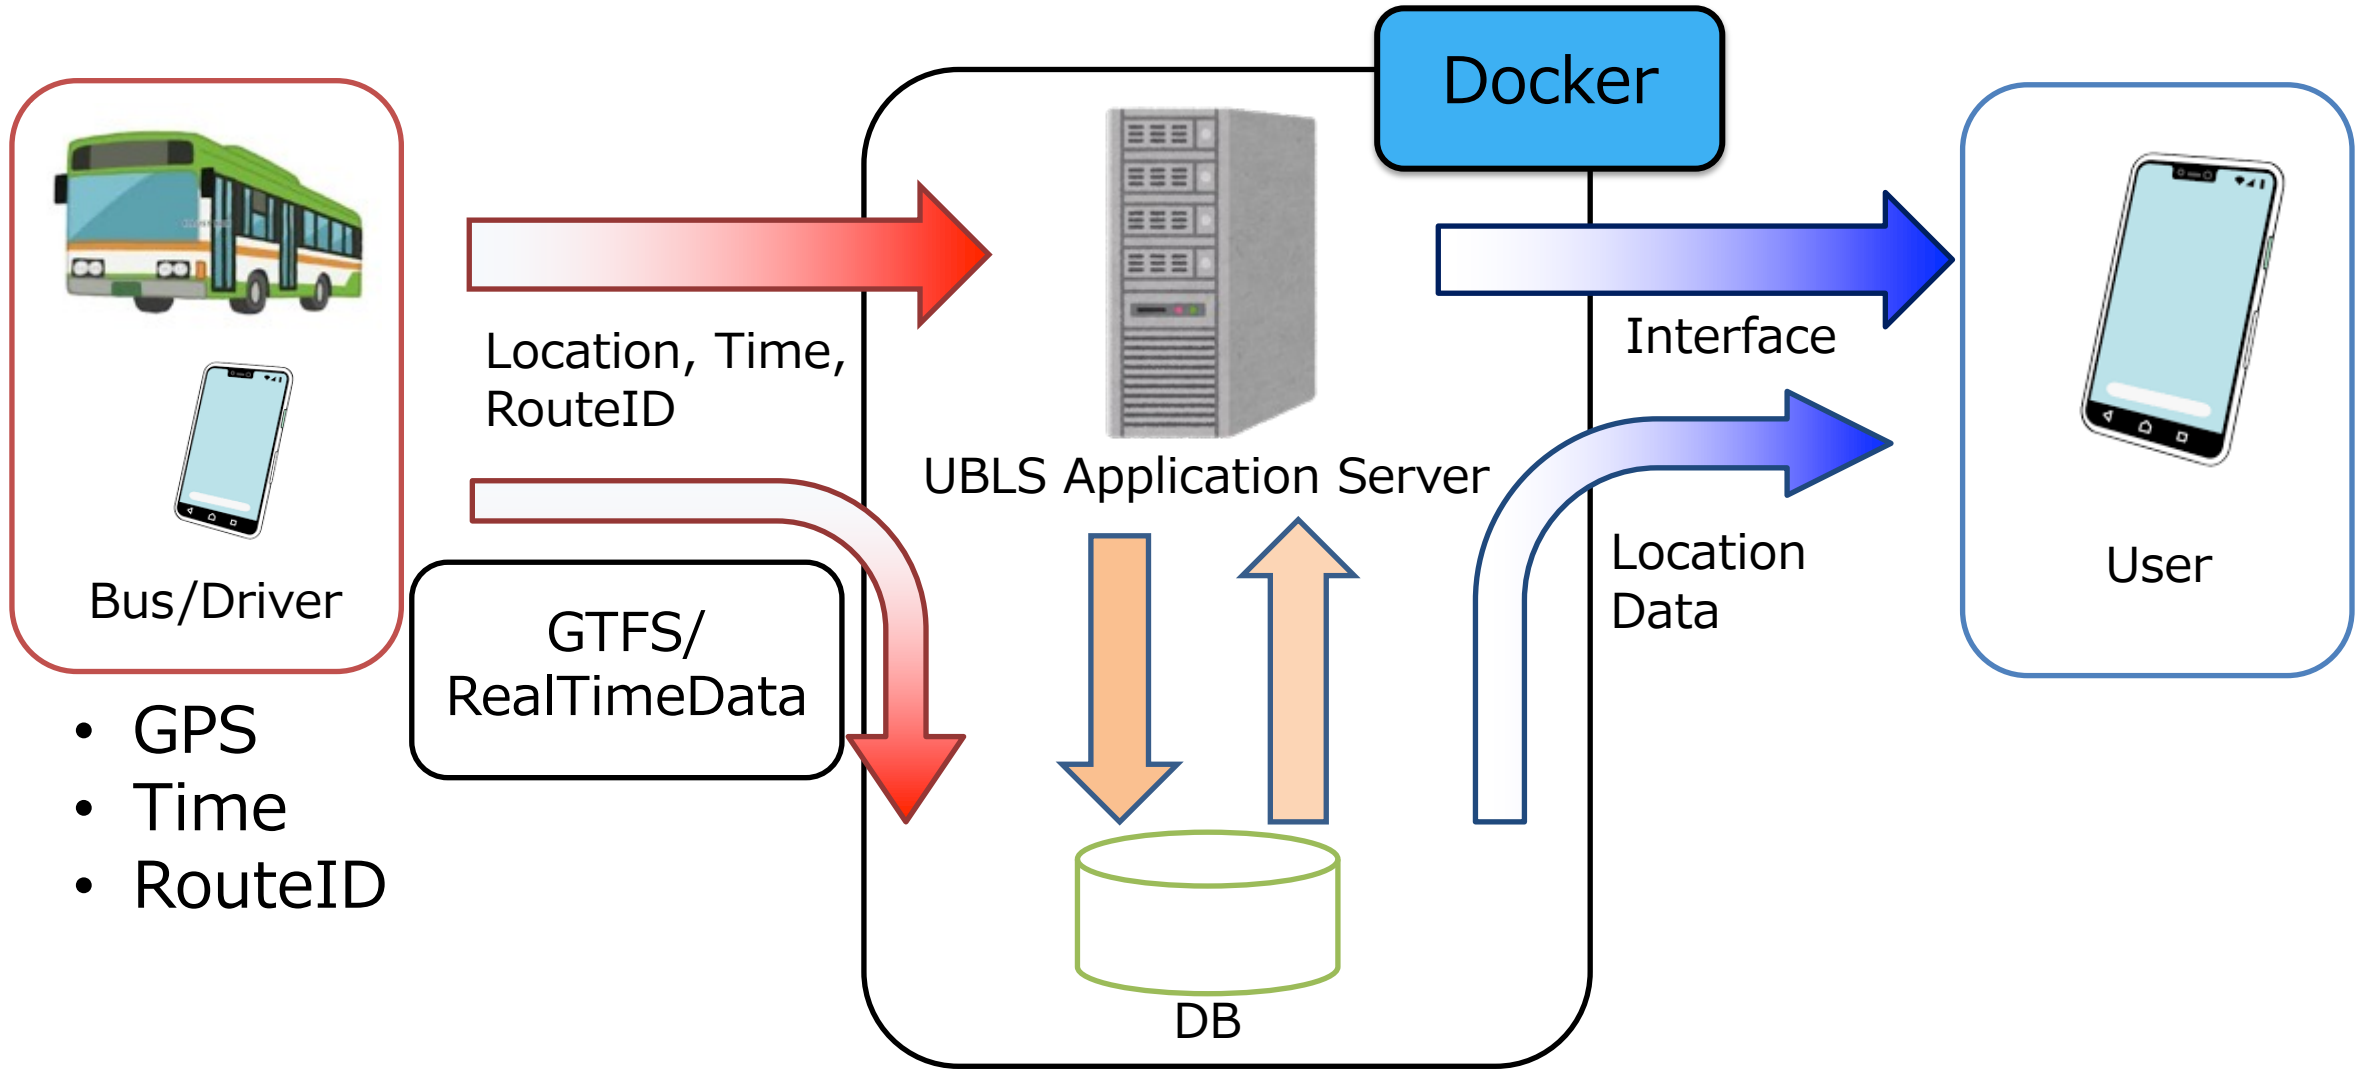 Docker
Location, Time,
RouteID
UBLS Application Server
Interface
Location
Data
User
Bus/Driver
GTFS/
RealTimeData
• GPS
• Time
• RouteID
DB